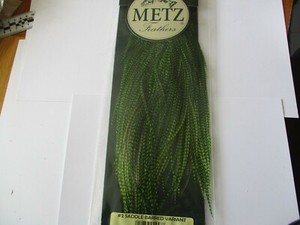 METZ
Feathers
#2 SADDLE BARRED VARIANT